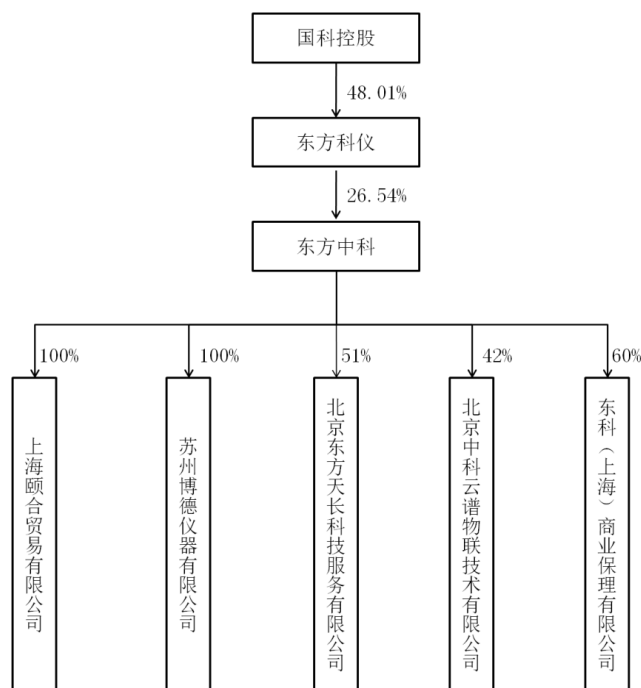 国科控股
48.01%
东方科仪
26.54%
东方中科
100%
100%
51%
42%
60%
上海颐合贸易有限公司
苏州博德仪器有限公司
北京东方天长科技服务有限公司
北京中科云谱物联技术有限公司
东科（上海）商业保理有限公司